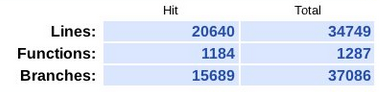 Hit Total
Lines: 20640 34749
Functions: 1184 1287
Branches: 15689 37086